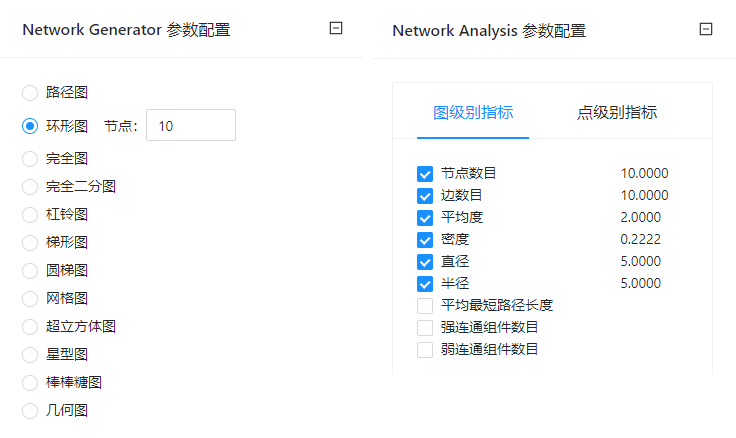 Network Generator 参数配置
路径图
环形图 节点: 10
完全图
完全二分图
杠铃图
梯形图
圆梯图
网格图
超立方体图
星型图
棒棒糖图
几何图
Network Analysis 参数配置
图级别指标 点级别指标
节点数目 10.0000
边数目 10.0000
平均度 2.0000
密度 0.2222
直径 5.0000
半径 5.0000
平均最短路径长度
强连通组件数目
弱连通组件数目